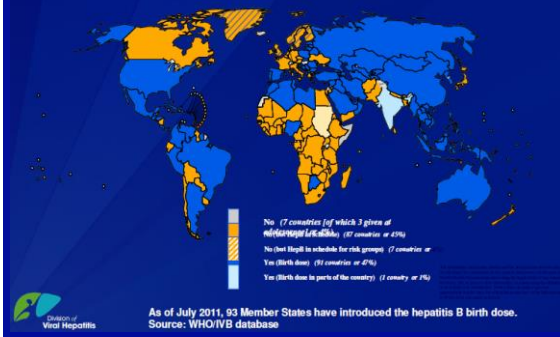 No (7 countries [of which 3 given at
(87 countries or 45%)
No (but HepB in schedule for risk groups) (7 countries or
Yes (Birth dose) (91 countries or 47%)
Yes (Birth dose in parts of the country) (1 country or 1%)
Division of
Viral Hepatitis
As of July 2011, 93 Member States have introduced the hepatitis B birth dose.
Source: WHO/IVB database